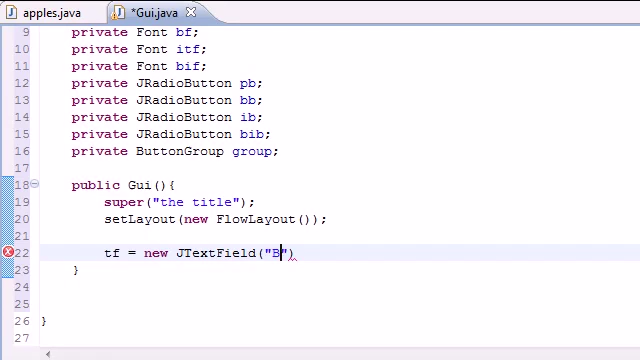 apples.java *Gui.java
9 private Font bf;
10 private Font itf;
11 private Font bif;
12 private JRadioButton pb;
13 private JRadioButton bb;
14 private JRadioButton ib;
15 private JRadioButton bib;
16 private ButtonGroup group;
17
18 public Gui(){
19 super("the title");
20 setLayout(new FlowLayout());
21
22 tf = new JTextField("B")
23 }
24
25
26 }
27